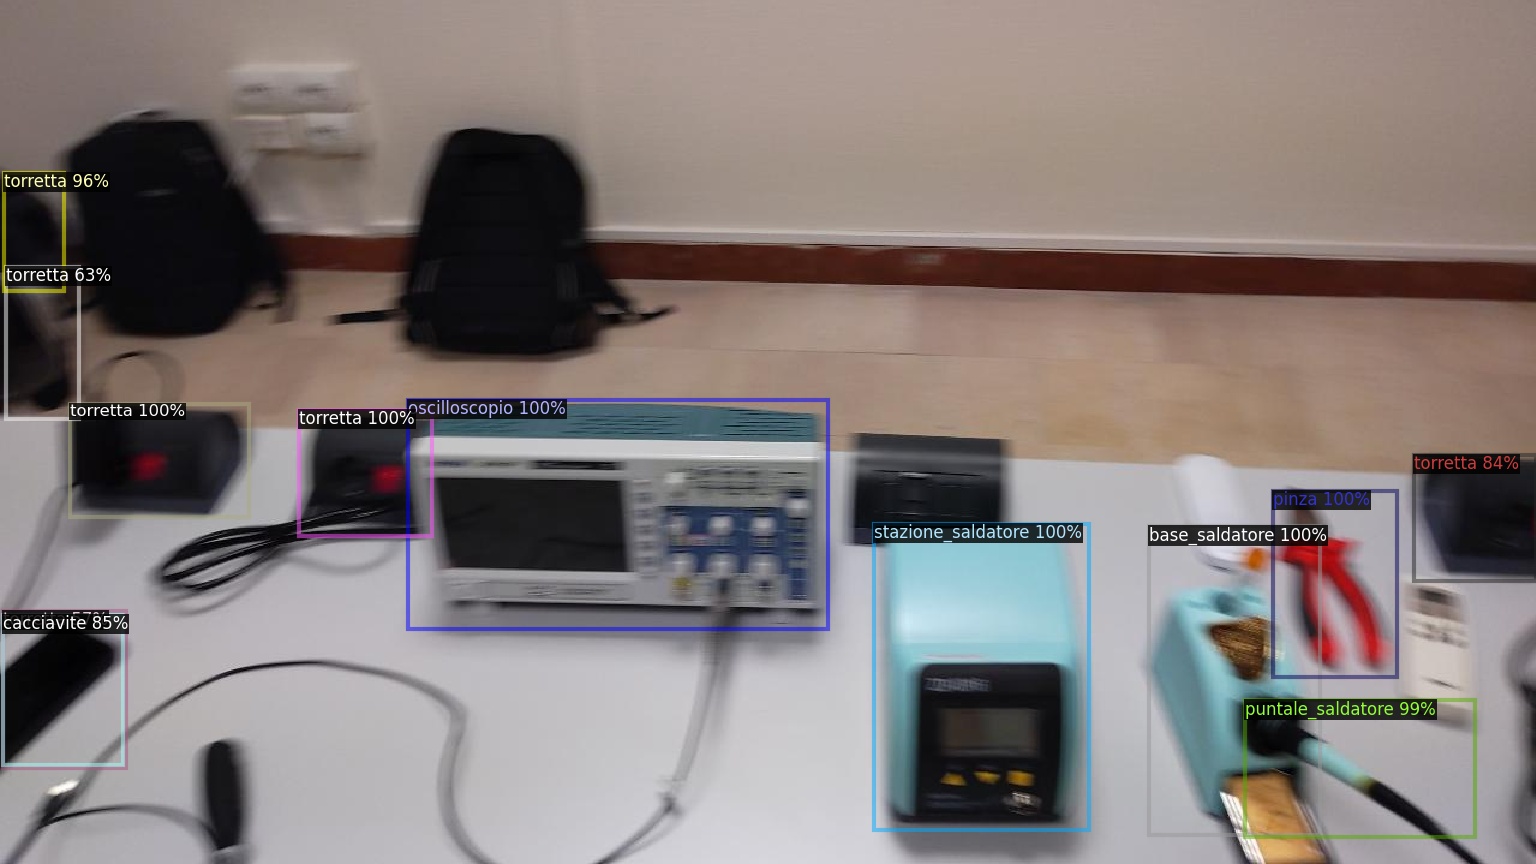 torretta 96%
torretta 63%
torretta 100%
torretta 100%
oscilloscopio 100%
torretta 84%
pinza 100%
stazione_saldatore 100%
base_saldatore 100%
cacciavite 85%
puntale_saldatore 99%